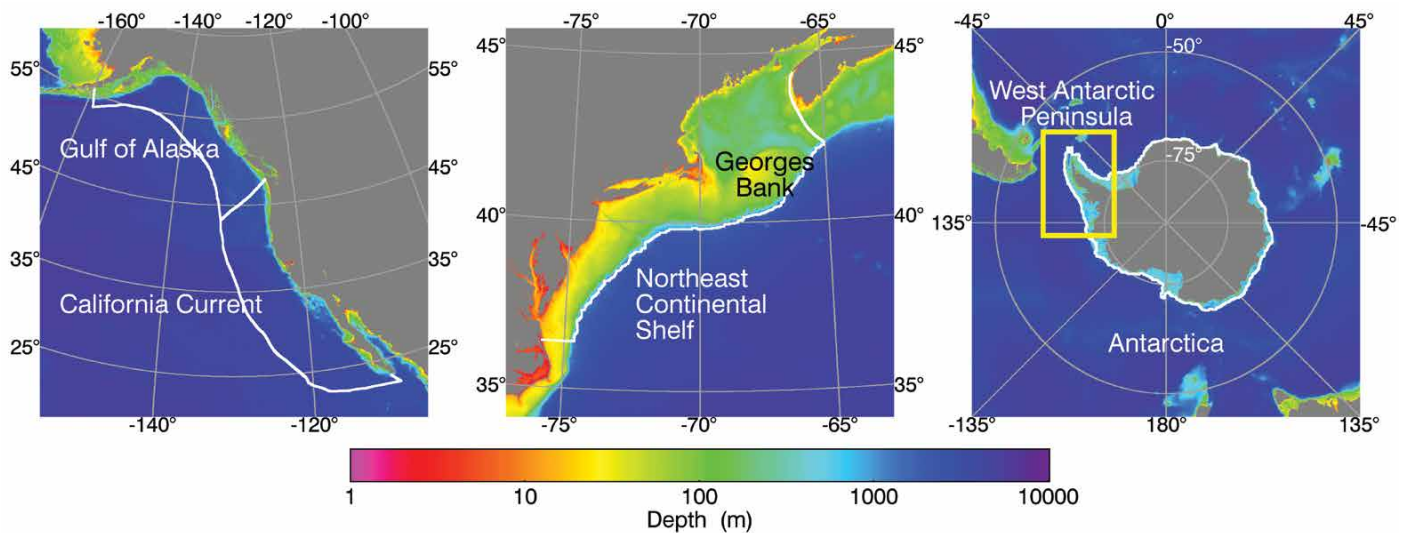 -160° -140° -120° -100°
55°
45°
35°
25°
55°
45°
35°
25°
-140° -120°
Gulf of Alaska
California Current
-75° -65°
45°
40°
35°
45°
40°
35°
-75° -70° -65°
Georges
Bank
Northeast
Continental
Shelf
-45° 0° 45°
-50°
West Antarctic
Peninsula
-75°
135°
-45°
Antarctica
-135° 180° 135°
1 10 100 1000 10000
Depth (m)